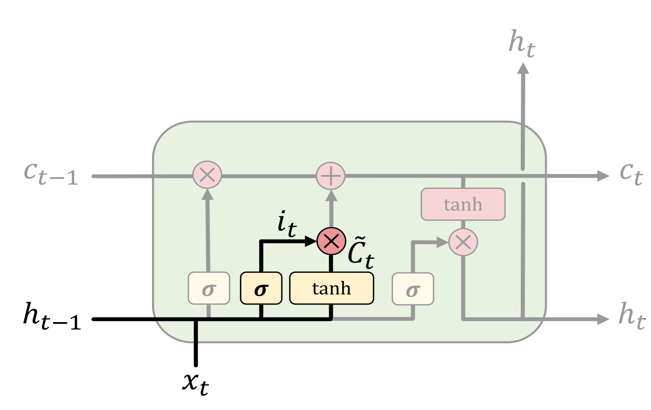 h_t
c_{t-1} × + c_t
tanh
i_t × C̃_t ×
σ σ tanh σ
h_{t-1} h_t
x_t